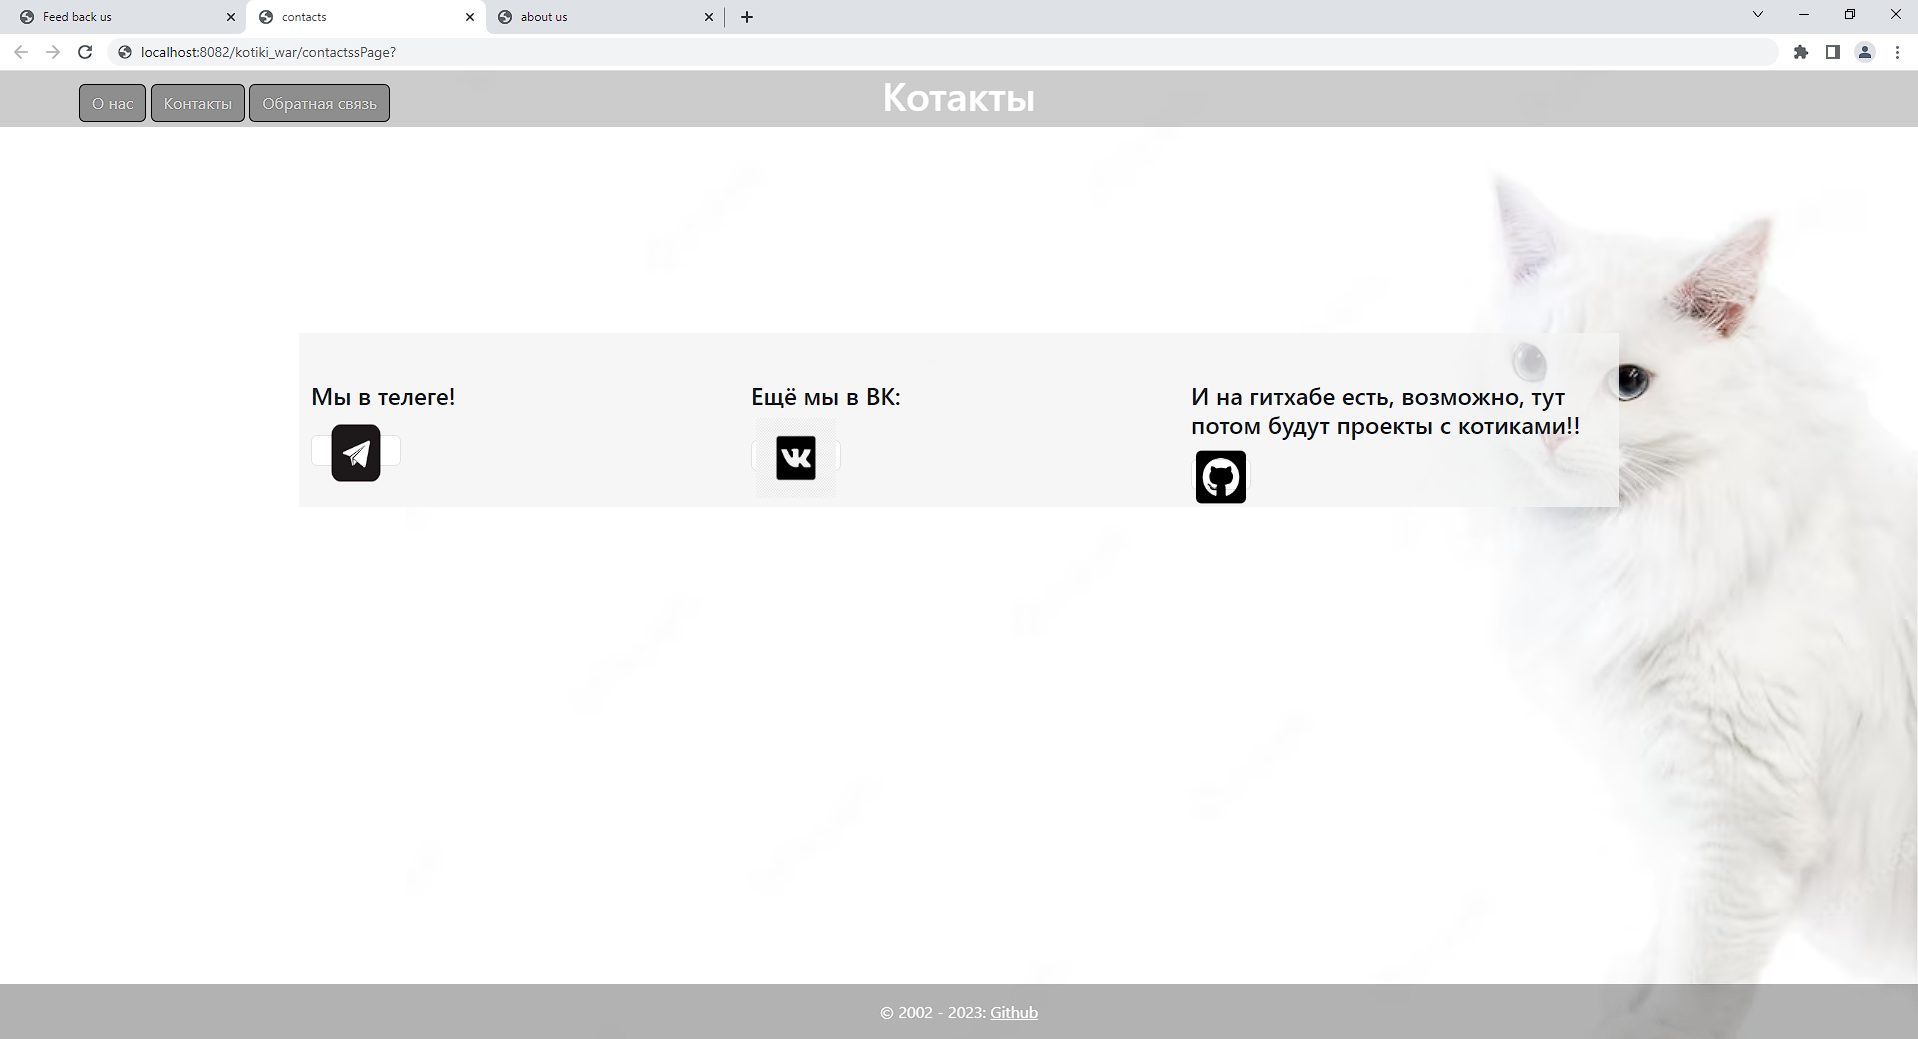 Feed back us
contacts
about us
localhost:8082/kotiki_war/contactssPage?
О нас
Контакты
Обратная связь
Котакты
Мы в телеге!
Ещё мы в ВК:
И на гитхабе есть, возможно, тут
потом будут проекты с котиками!!
© 2002 - 2023: Github